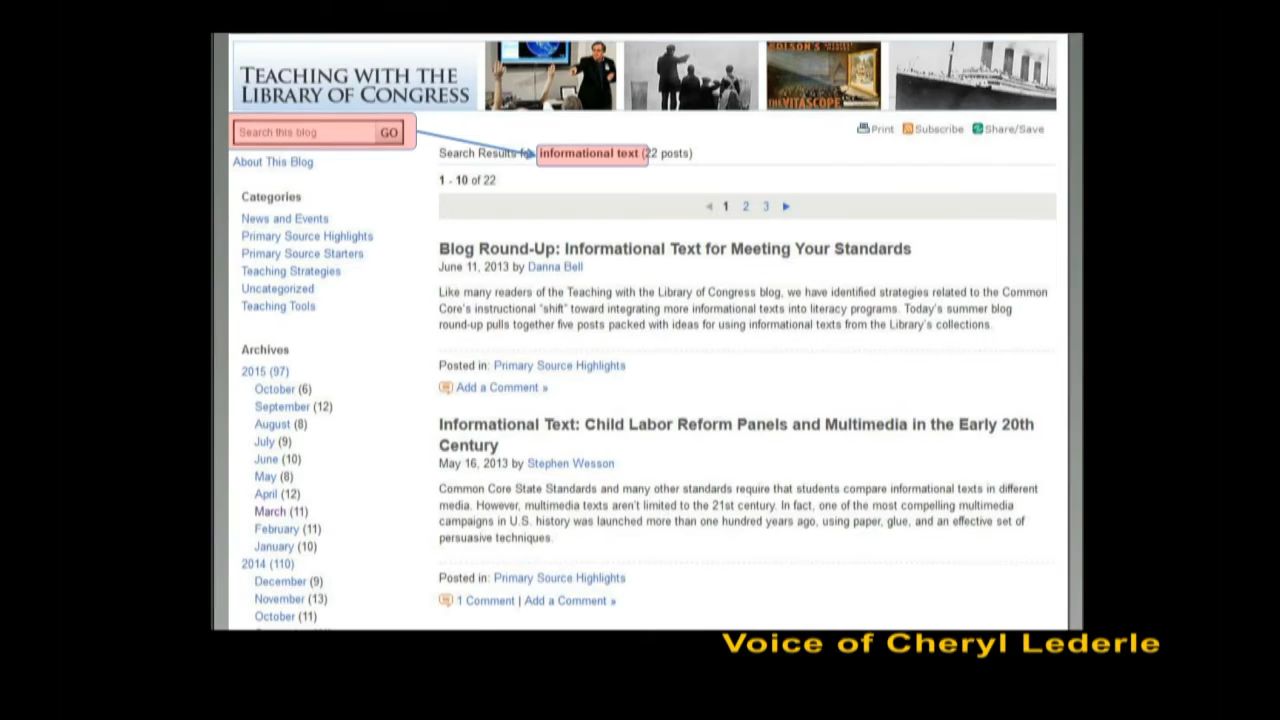 TEACHING WITH THE
LIBRARY OF CONGRESS
COLSON'S
THE VITASCOPE
Search this blog GO
Print Subscribe Share/Save
About This Blog
Search Results for informational text (22 posts)
1 - 10 of 22
◄ 1 2 3 ►
Categories
News and Events
Primary Source Highlights
Primary Source Starters
Teaching Strategies
Uncategorized
Teaching Tools
Archives
2015 (97)
October (6)
September (12)
August (8)
July (9)
June (10)
May (8)
April (12)
March (11)
February (11)
January (10)
2014 (110)
December (9)
November (13)
October (11)
Blog Round-Up: Informational Text for Meeting Your Standards
June 11, 2013 by Danna Bell
Like many readers of the Teaching with the Library of Congress blog, we have identified strategies related to the Common
Core's instructional "shift" toward integrating more informational texts into literacy programs. Today's summer blog
round-up pulls together five posts packed with ideas for using informational texts from the Library's collections.
Posted in: Primary Source Highlights
Add a Comment »
Informational Text: Child Labor Reform Panels and Multimedia in the Early 20th
Century
May 16, 2013 by Stephen Wesson
Common Core State Standards and many other standards require that students compare informational texts in different
media. However, multimedia texts aren't limited to the 21st century. In fact, one of the most compelling multimedia
campaigns in U.S. history was launched more than one hundred years ago, using paper, glue, and an effective set of
persuasive techniques.
Posted in: Primary Source Highlights
1 Comment | Add a Comment »
Voice of Cheryl Lederle